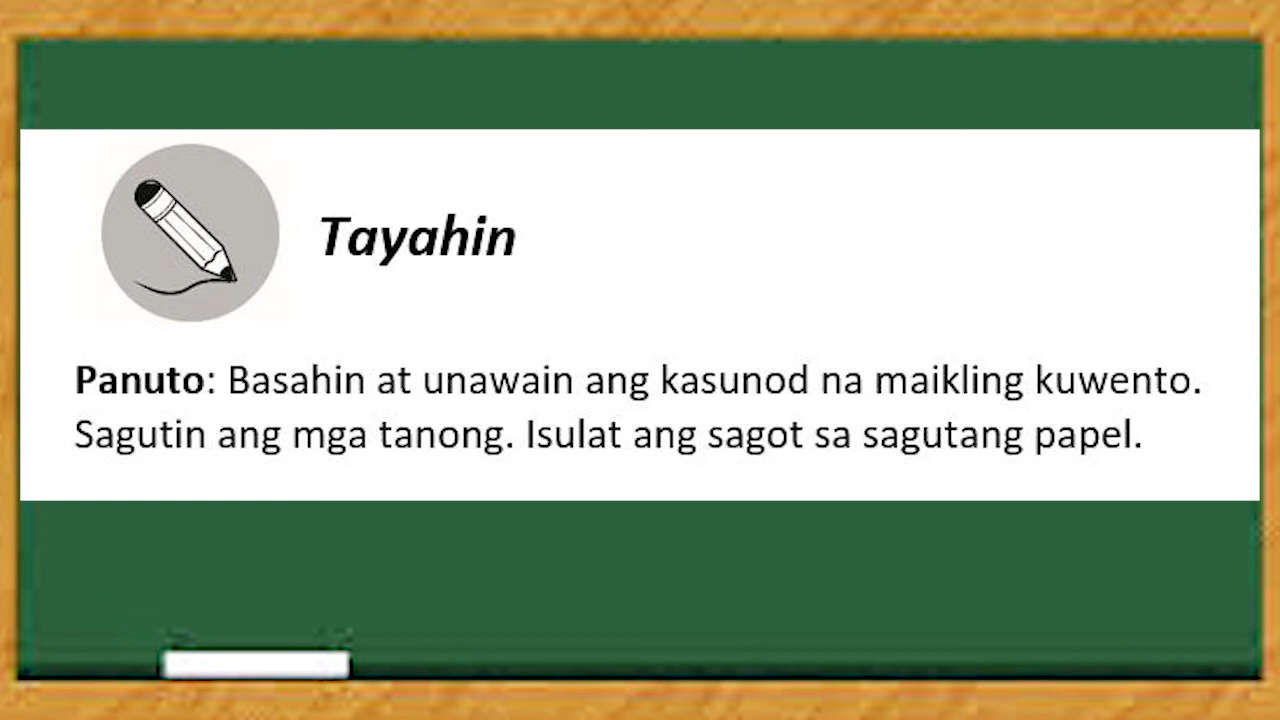 Tayahin
Panuto: Basahin at unawain ang kasunod na maikling kuwento.
Sagutin ang mga tanong. Isulat ang sagot sa sagutang papel.